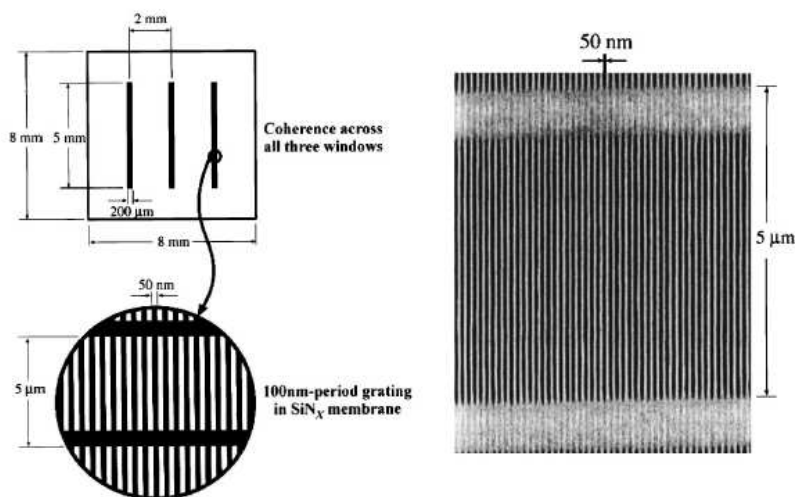 2 mm
8 mm
5 mm
Coherence across
all three windows
200 μm
8 mm
50 nm
5 μm
100nm-period grating
in SiNX membrane
50 nm
5 μm